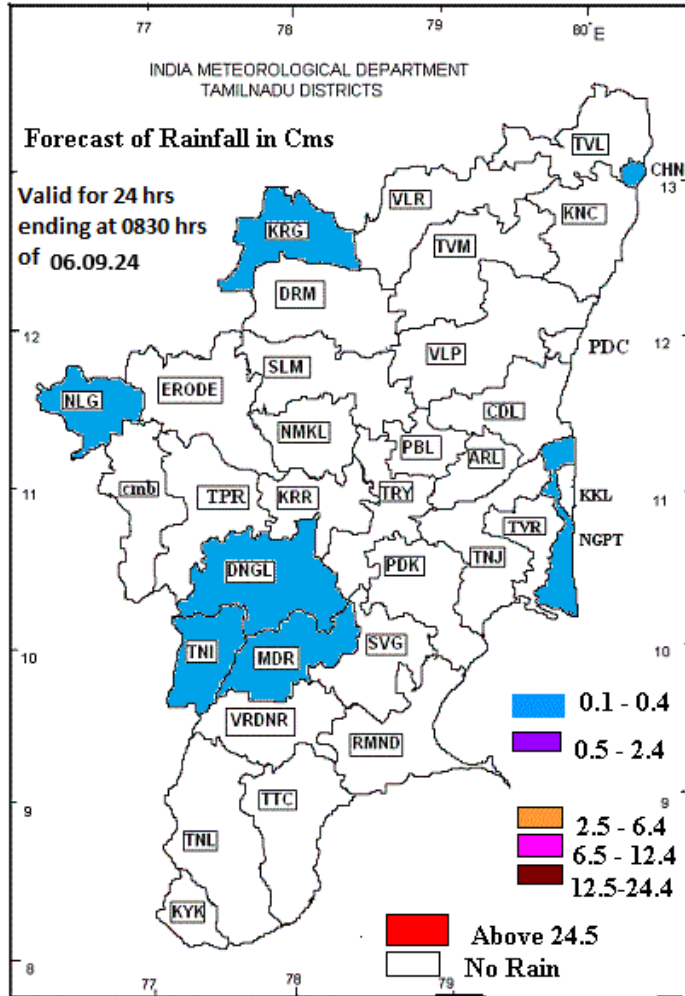 77 78 79 80 E
INDIA METEOROLOGICAL DEPARTMENT
TAMILNADU DISTRICTS
Forecast of Rainfall in Cms
Valid for 24 hrs
ending at 0830 hrs
of 06.09.24
TVL
CHN
13
VLR
KNC
KRG
TVM
DRM
12
12
PDC
SLM
VLP
ERODE
NLG
CDL
NMKL
PBL
ARL
cmb
TPR
KRR
TRY
11
KKL
11
TVR
NGPT
DNGL
PDK
TNJ
10
TNI
MDR
SVG
10
0.1 - 0.4
VRDNR
RMND
0.5 - 2.4
9
TTC
9
2.5 - 6.4
TNL
6.5 - 12.4
12.5-24.4
KYK
Above 24.5
8
No Rain
77 78 79